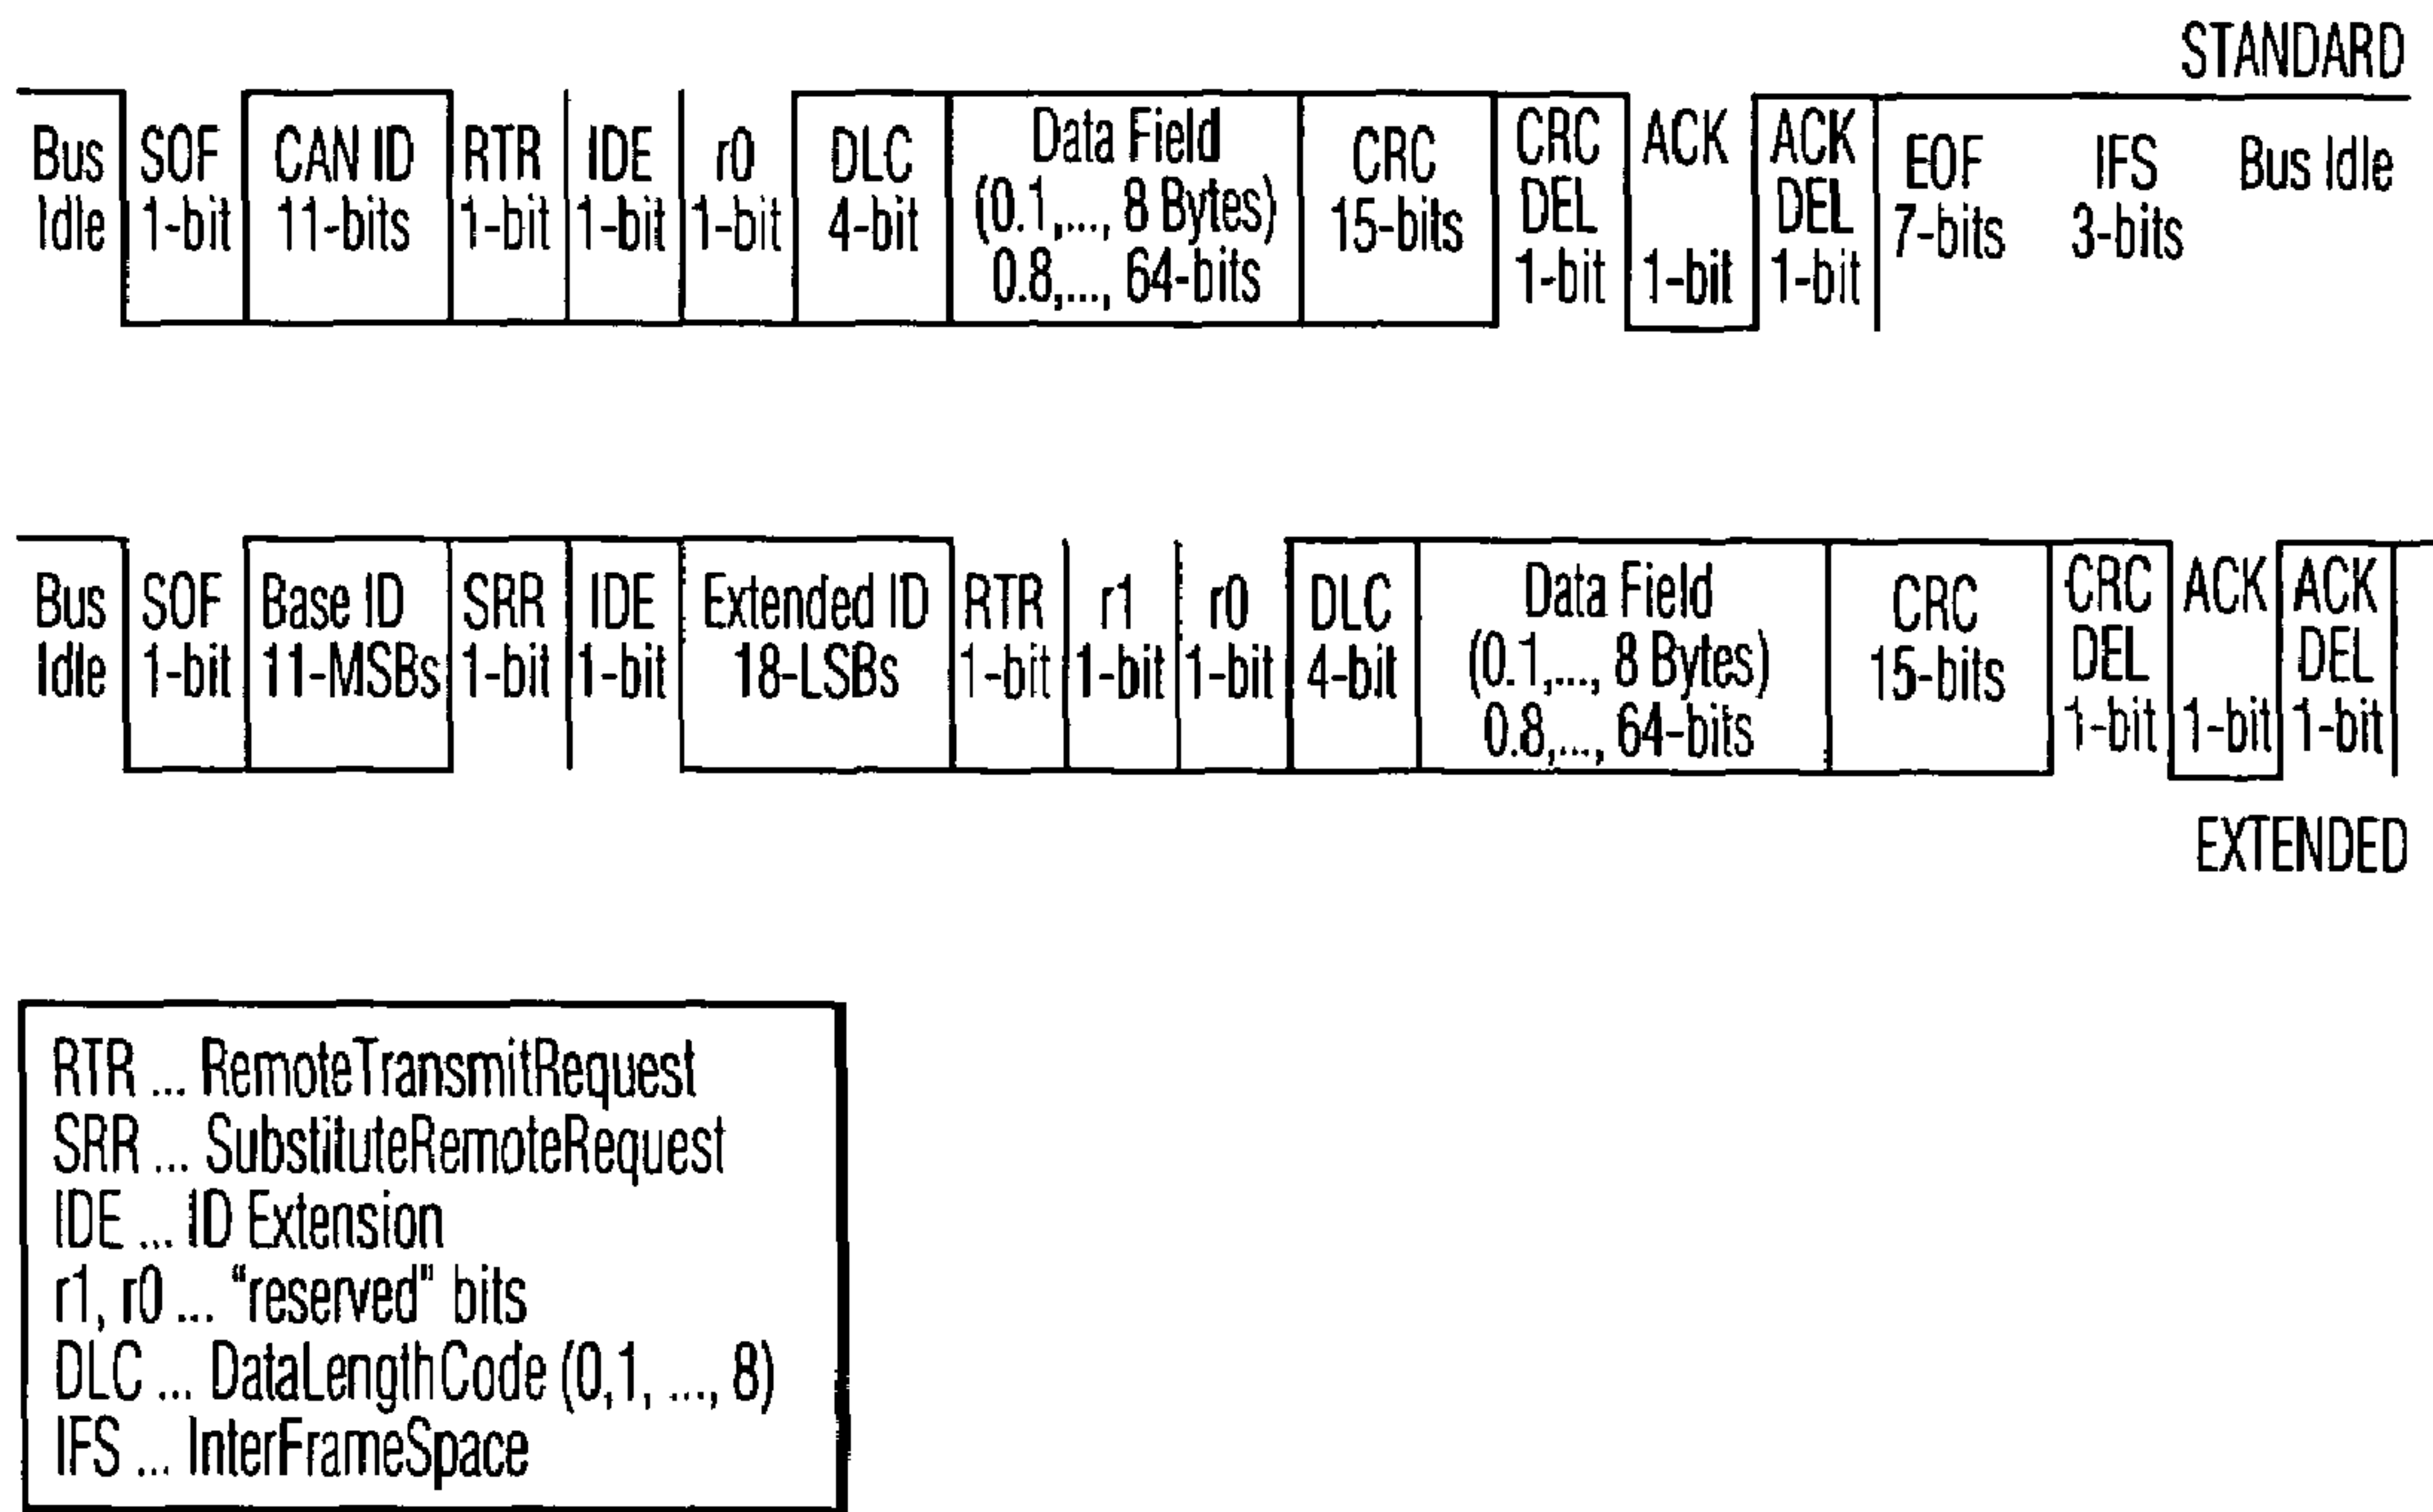 STANDARD
Bus Idle
SOF 1-bit
CAN ID 11-bits
RTR 1-bit
IDE 1-bit
r0 1-bit
DLC 4-bit
Data Field (0.1,..., 8 Bytes) 0.8,..., 64-bits
CRC 15-bits
CRC DEL 1-bit
ACK 1-bit
ACK DEL 1-bit
EOF 7-bits
IFS 3-bits
Bus Idle
Bus Idle
SOF 1-bit
Base ID 11-MSBs
SRR 1-bit
IDE 1-bit
Extended ID 18-LSBs
RTR 1-bit
r1 1-bit
r0 1-bit
DLC 4-bit
Data Field (0.1,..., 8 Bytes) 0.8,..., 64-bits
CRC 15-bits
CRC DEL 1-bit
ACK 1-bit
ACK DEL 1-bit
EXTENDED
RTR ... RemoteTransmitRequest
SRR ... SubstituteRemoteRequest
IDE ... ID Extension
r1, r0 ... "reserved" bits
DLC ... DataLengthCode (0,1, ..., 8)
IFS ... InterFrameSpace